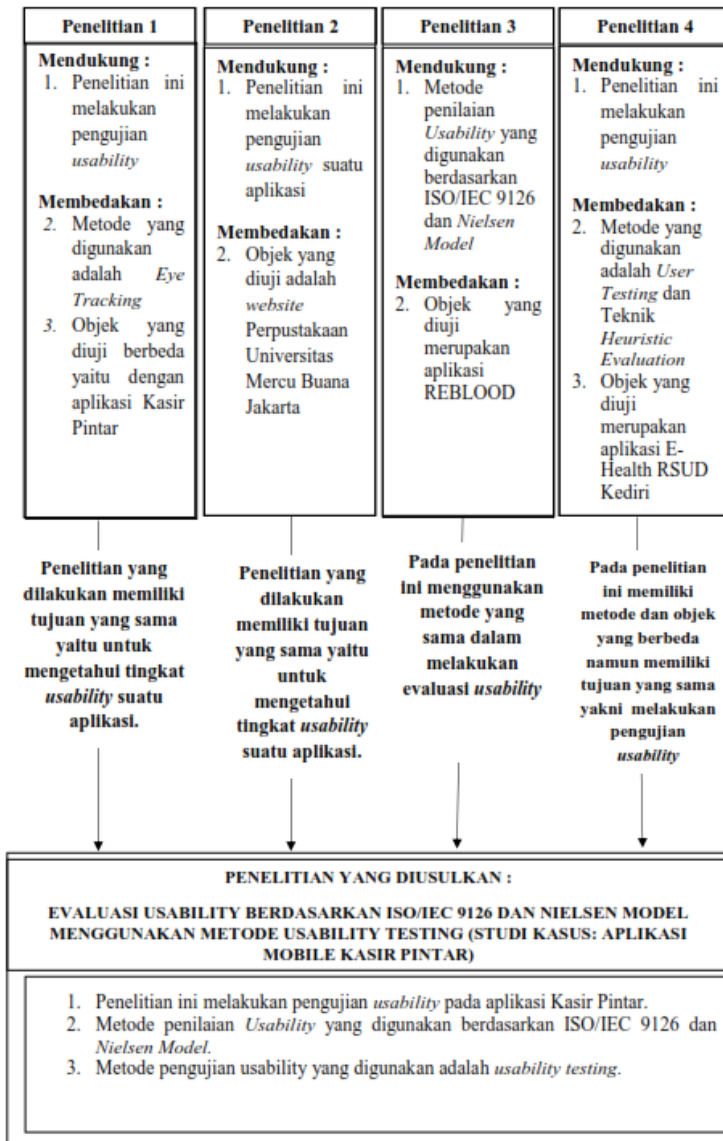 Penelitian 1
Mendukung :
1. Penelitian ini
melakukan
pengujian
usability
Membedakan :
2. Metode yang
digunakan
adalah Eye
Tracking
3. Objek yang
diuji berbeda
yaitu dengan
aplikasi Kasir
Pintar
Penelitian yang
dilakukan memiliki
tujuan yang sama
yaitu untuk
mengetahui tingkat
usability suatu
aplikasi.
Penelitian 2
Mendukung :
1. Penelitian ini
melakukan
pengujian
usability suatu
aplikasi
Membedakan :
2. Objek yang
diuji adalah
website
Perpustakaan
Universitas
Mercu Buana
Jakarta
Penelitian yang
dilakukan
memiliki tujuan
yang sama yaitu
untuk
mengetahui
tingkat usability
suatu aplikasi.
Penelitian 3
Mendukung :
1. Metode
penilaian
Usability yang
digunakan
berdasarkan
ISO/IEC 9126
dan Nielsen
Model
Membedakan :
2. Objek yang
diuji
merupakan
aplikasi
REBLOOD
Pada penelitian
ini menggunakan
metode yang
sama dalam
melakukan
evaluasi usability
Penelitian 4
Mendukung :
1. Penelitian ini
melakukan
pengujian
usability
Membedakan :
2. Metode yang
digunakan
adalah User
Testing dan
Teknik
Heuristic
Evaluation
3. Objek yang
diuji
merupakan
aplikasi E-
Health RSUD
Kediri
Pada penelitian
ini memiliki
metode dan objek
yang berbeda
namun memiliki
tujuan yang sama
yakni melakukan
pengujian
usability
PENELITIAN YANG DIUSULKAN :
EVALUASI USABILITY BERDASARKAN ISO/IEC 9126 DAN NIELSEN MODEL
MENGGUNAKAN METODE USABILITY TESTING (STUDI KASUS: APLIKASI
MOBILE KASIR PINTAR)
1. Penelitian ini melakukan pengujian usability pada aplikasi Kasir Pintar.
2. Metode penilaian Usability yang digunakan berdasarkan ISO/IEC 9126 dan
Nielsen Model.
3. Metode pengujian usability yang digunakan adalah usability testing.